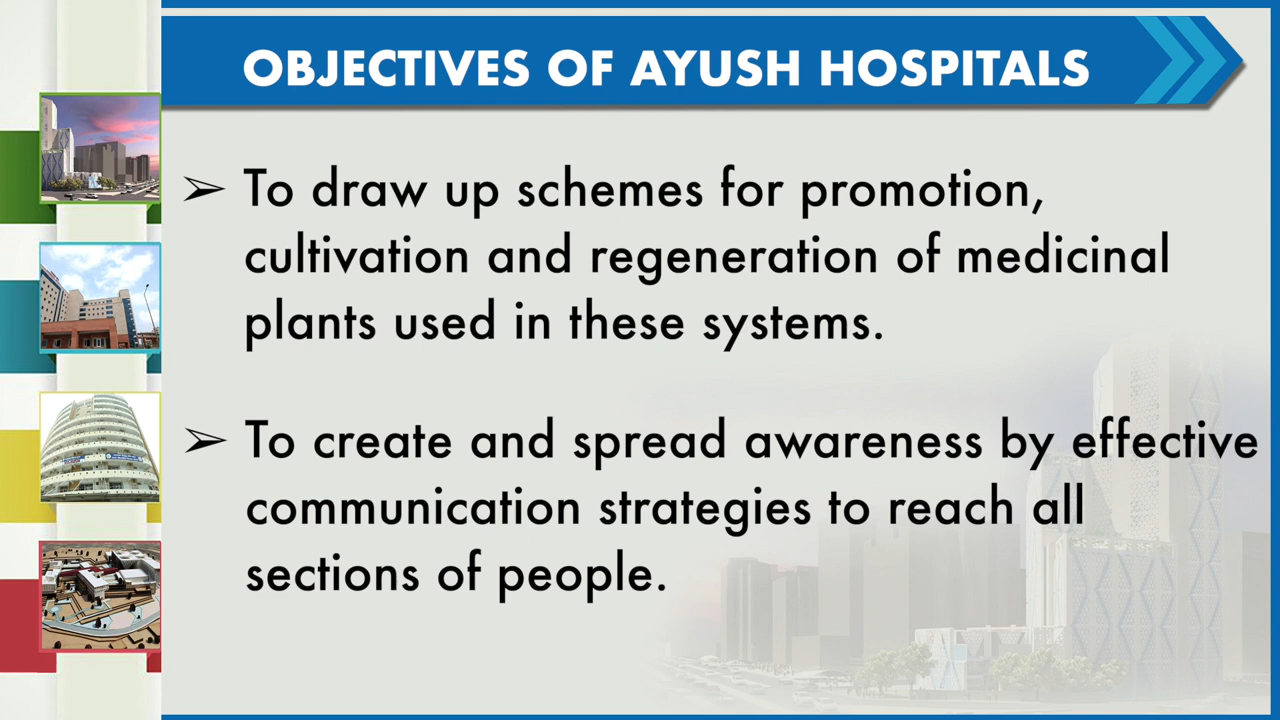 OBJECTIVES OF AYUSH HOSPITALS
➢ To draw up schemes for promotion,
cultivation and regeneration of medicinal
plants used in these systems.
➢ To create and spread awareness by effective
communication strategies to reach all
sections of people.